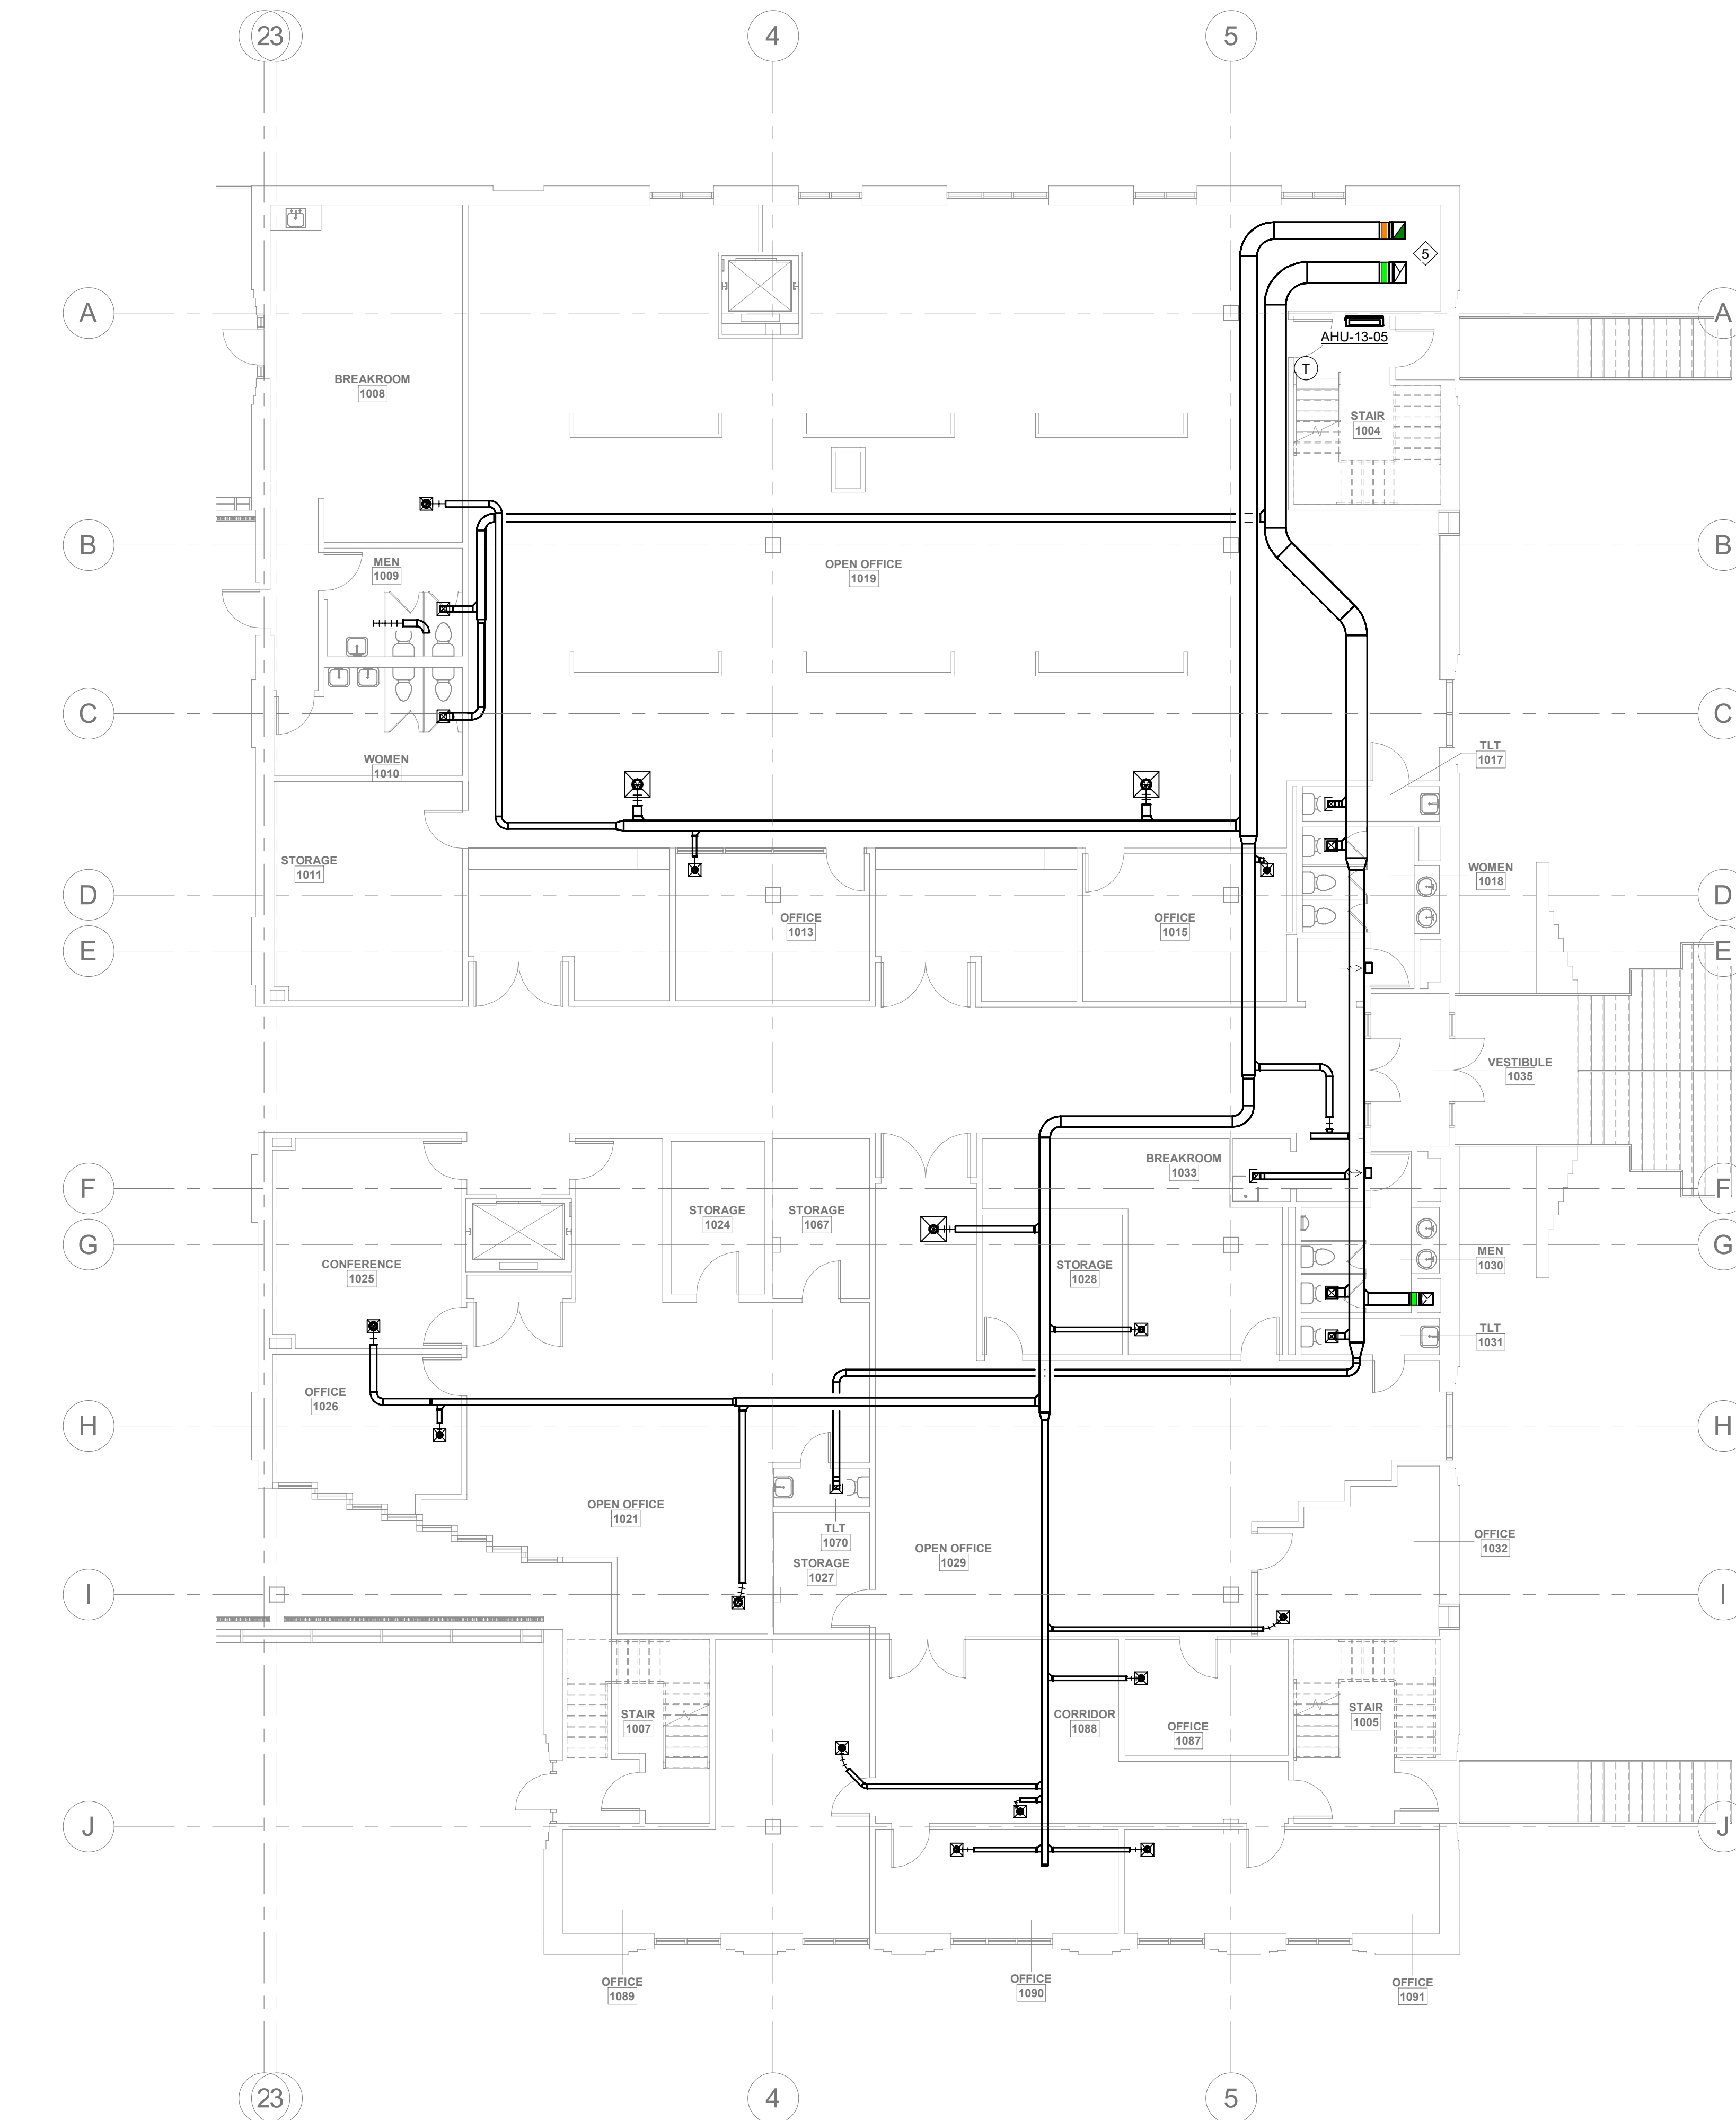 23
4
5
5
A
A
AHU-13-05
T
BREAKROOM
1008
STAIR
1004
B
B
MEN
1009
OPEN OFFICE
1019
C
C
TLT
1017
WOMEN
1010
STORAGE
1011
WOMEN
1018
D
D
OFFICE
1013
OFFICE
1015
E
E
VESTIBULE
1035
BREAKROOM
1033
F
F
STORAGE
1024
STORAGE
1067
G
G
CONFERENCE
1025
STORAGE
1028
MEN
1030
TLT
1031
OFFICE
1026
H
H
OPEN OFFICE
1021
TLT
1070
OPEN OFFICE
1029
OFFICE
1032
STORAGE
1027
I
I
STAIR
1007
CORRIDOR
1088
OFFICE
1087
STAIR
1005
J
J
OFFICE
1089
OFFICE
1090
OFFICE
1091
23
4
5